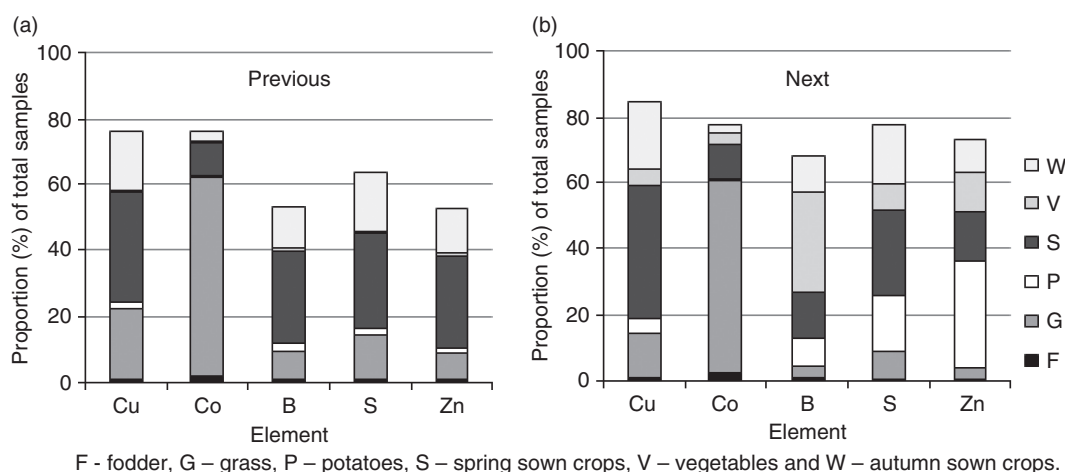 (a)
Proportion (%) of total samples
100
80
60
40
20
0
Previous
Cu Co B S Zn
Element
(b)
Proportion (%) of total samples
100
80
60
40
20
0
Next
Cu Co B S Zn
Element
W
V
S
P
G
F
F - fodder, G – grass, P – potatoes, S – spring sown crops, V – vegetables and W – autumn sown crops.